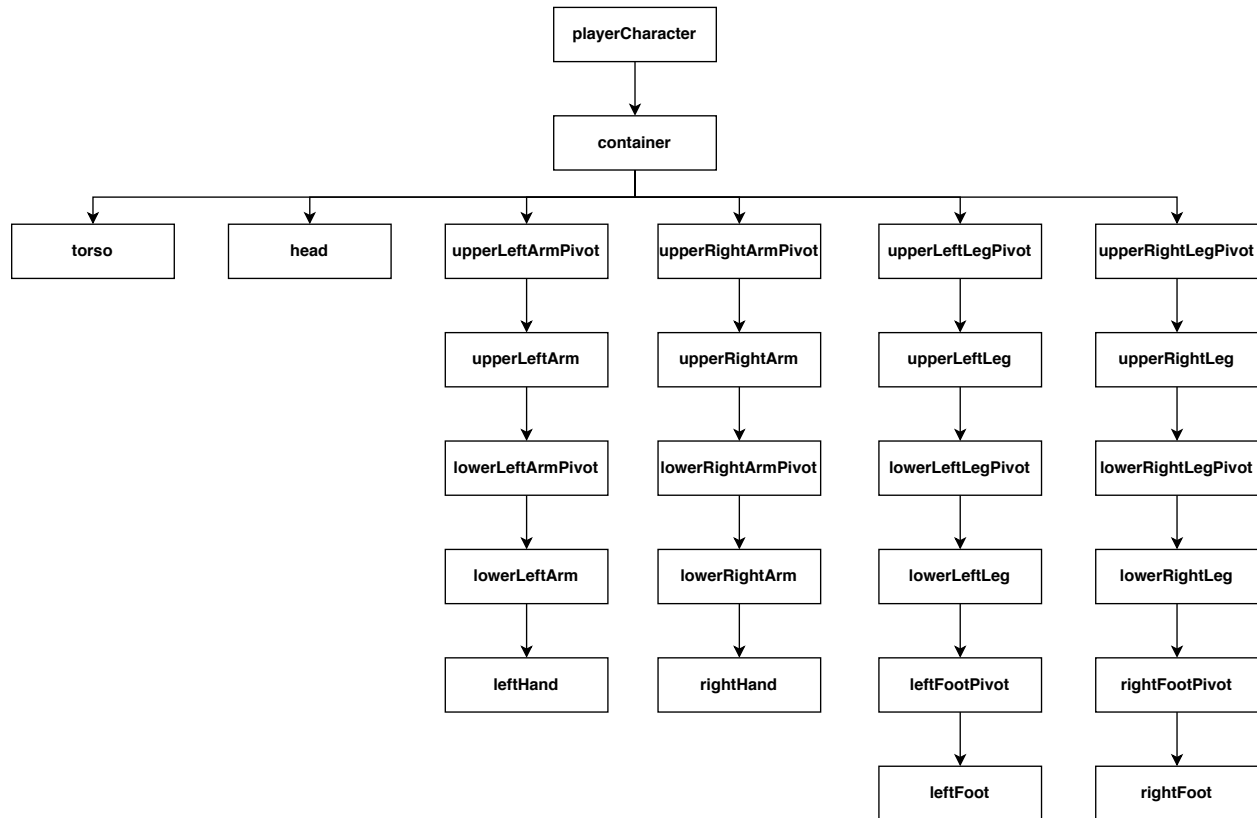 playerCharacter
container
torso
head
upperLeftArmPivot
upperRightArmPivot
upperLeftLegPivot
upperRightLegPivot
upperLeftArm
upperRightArm
upperLeftLeg
upperRightLeg
lowerLeftArmPivot
lowerRightArmPivot
lowerLeftLegPivot
lowerRightLegPivot
lowerLeftArm
lowerRightArm
lowerLeftLeg
lowerRightLeg
leftHand
rightHand
leftFootPivot
rightFootPivot
leftFoot
rightFoot